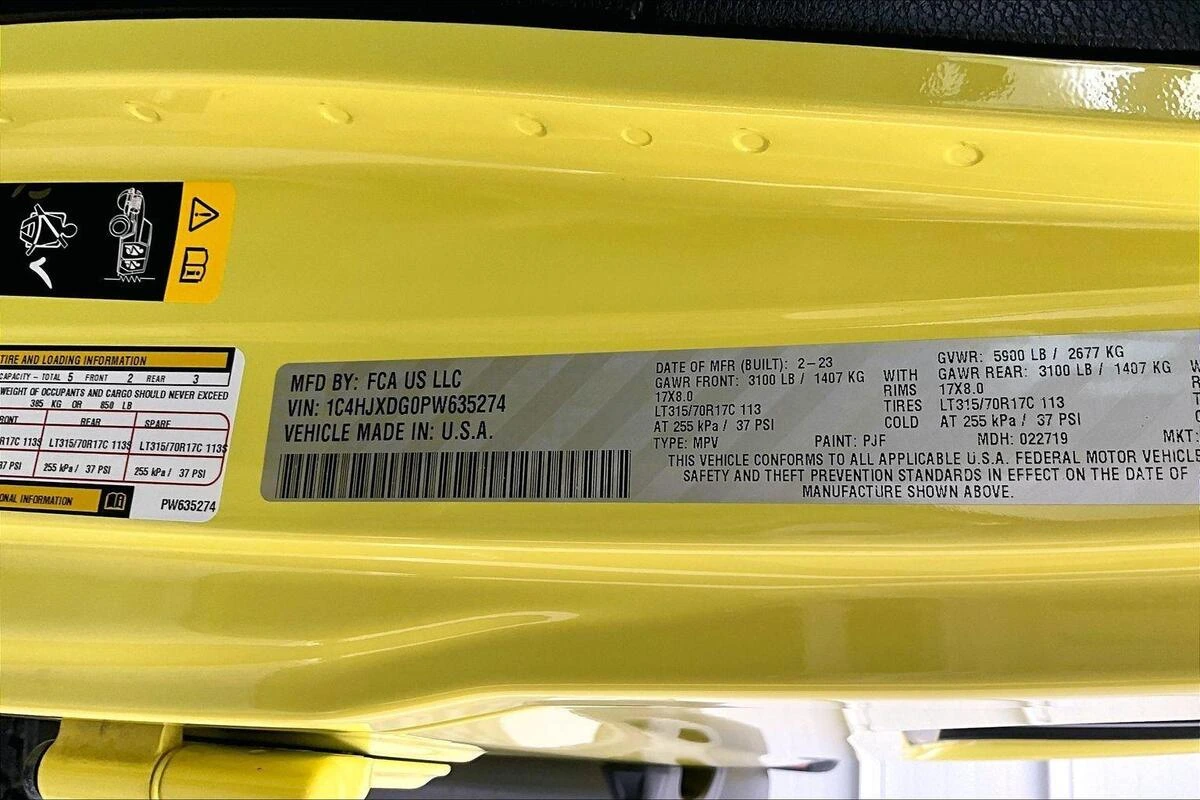 TIRE AND LOADING INFORMATION
CAPACITY - TOTAL 5 FRONT 2 REAR 3
WEIGHT OF OCCUPANTS AND CARGO SHOULD NEVER EXCEED
385 KG OR 850 LB
REAR SPARE
R17C 113S LT315/70R17C 113S LT315/70R17C 113S
37 PSI 255 kPa / 37 PSI 255 kPa / 37 PSI
INFORMATION
PW635274
MFD BY: FCA US LLC
VIN: 1C4HJXDG0PW635274
VEHICLE MADE IN: U.S.A.
DATE OF MFR (BUILT): 2-23 GVWR: 5900 LB / 2677 KG
GAWR FRONT: 3100 LB / 1407 KG WITH GAWR REAR: 3100 LB / 1407 KG
17X8.0 RIMS 17X8.0
LT315/70R17C 113 TIRES LT315/70R17C 113
AT 255 kPa / 37 PSI COLD AT 255 kPa / 37 PSI
TYPE: MPV PAINT: PJF MDH: 022719 MKT:
THIS VEHICLE CONFORMS TO ALL APPLICABLE U.S.A. FEDERAL MOTOR VEHICLE
SAFETY AND THEFT PREVENTION STANDARDS IN EFFECT ON THE DATE OF
MANUFACTURE SHOWN ABOVE.